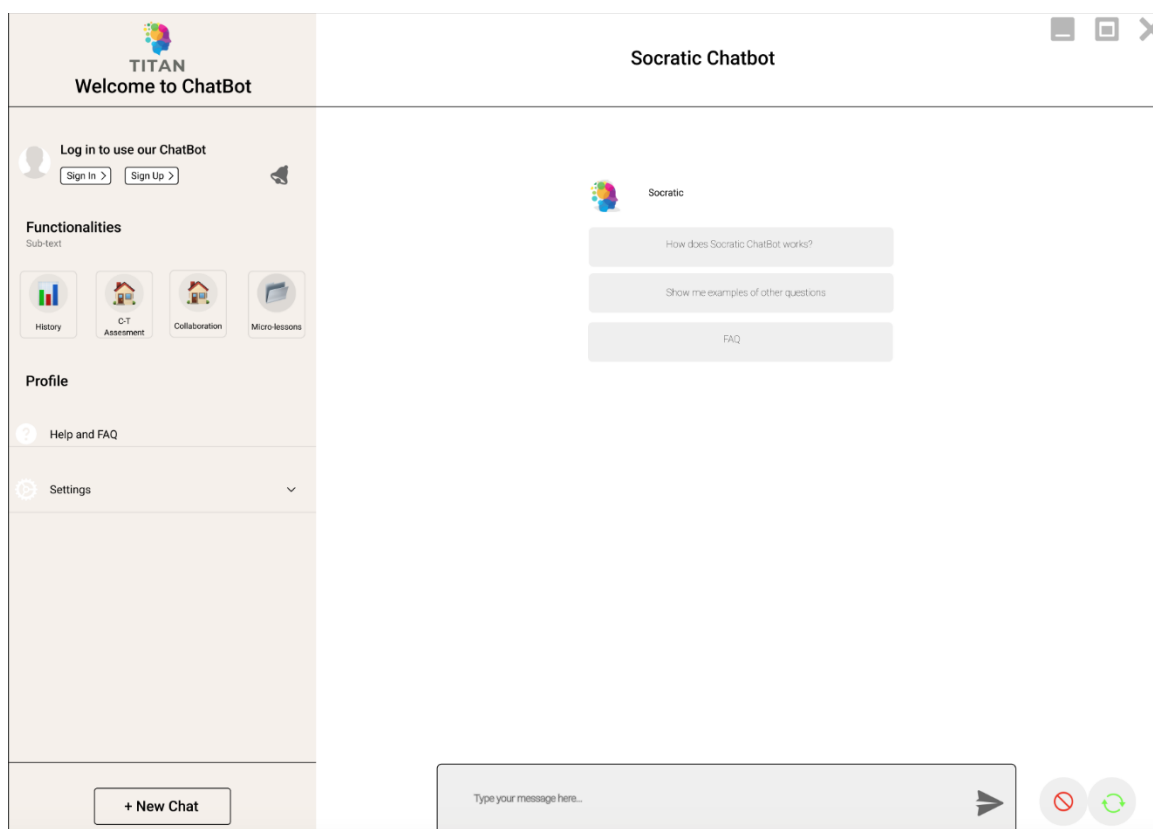 TITAN
Welcome to ChatBot
Socratic Chatbot
Log in to use our ChatBot
Sign In >
Sign Up >
Functionalities
Sub-text
History
C-T
Assesment
Collaboration
Micro-lessons
Profile
Help and FAQ
Settings
+ New Chat
Socratic
How does Socratic ChatBot works?
Show me examples of other questions
FAQ
Type your message here...